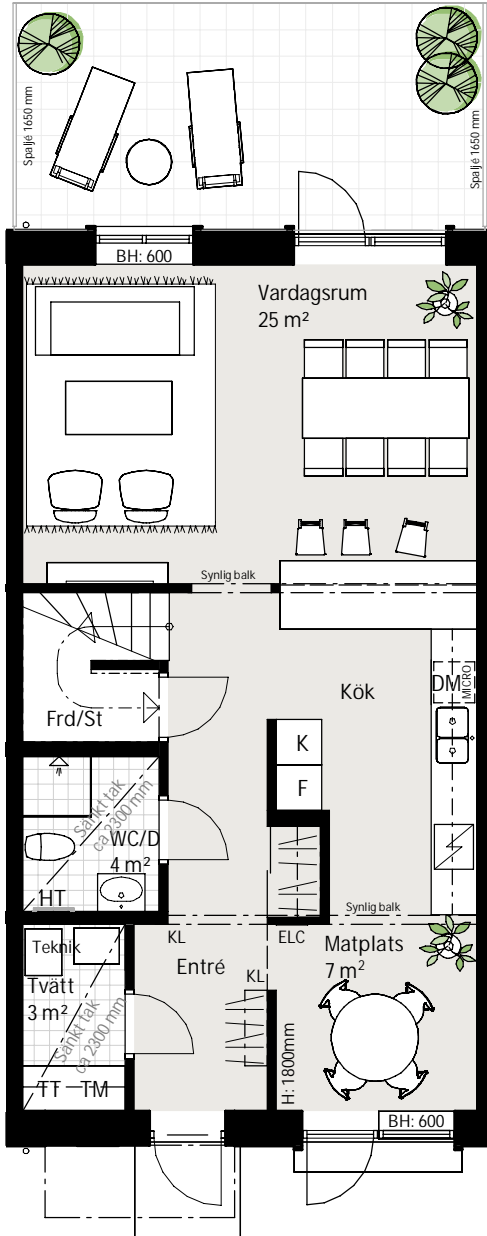 Spaljé 1650 mm
Spaljé 1650 mm
BH: 600
Vardagsrum
25 m²
Synlig balk
DM
MICRO
Kök
Frd/St
K
F
Sänkt tak
ca 2300 mm
WC/D
4 m²
HT
Synlig balk
KL
ELC
Matplats
7 m²
Entré
KL
Teknik
Tvätt
3 m²
Sänkt tak
ca 2300 mm
H: 1800mm
TT
TM
BH: 600